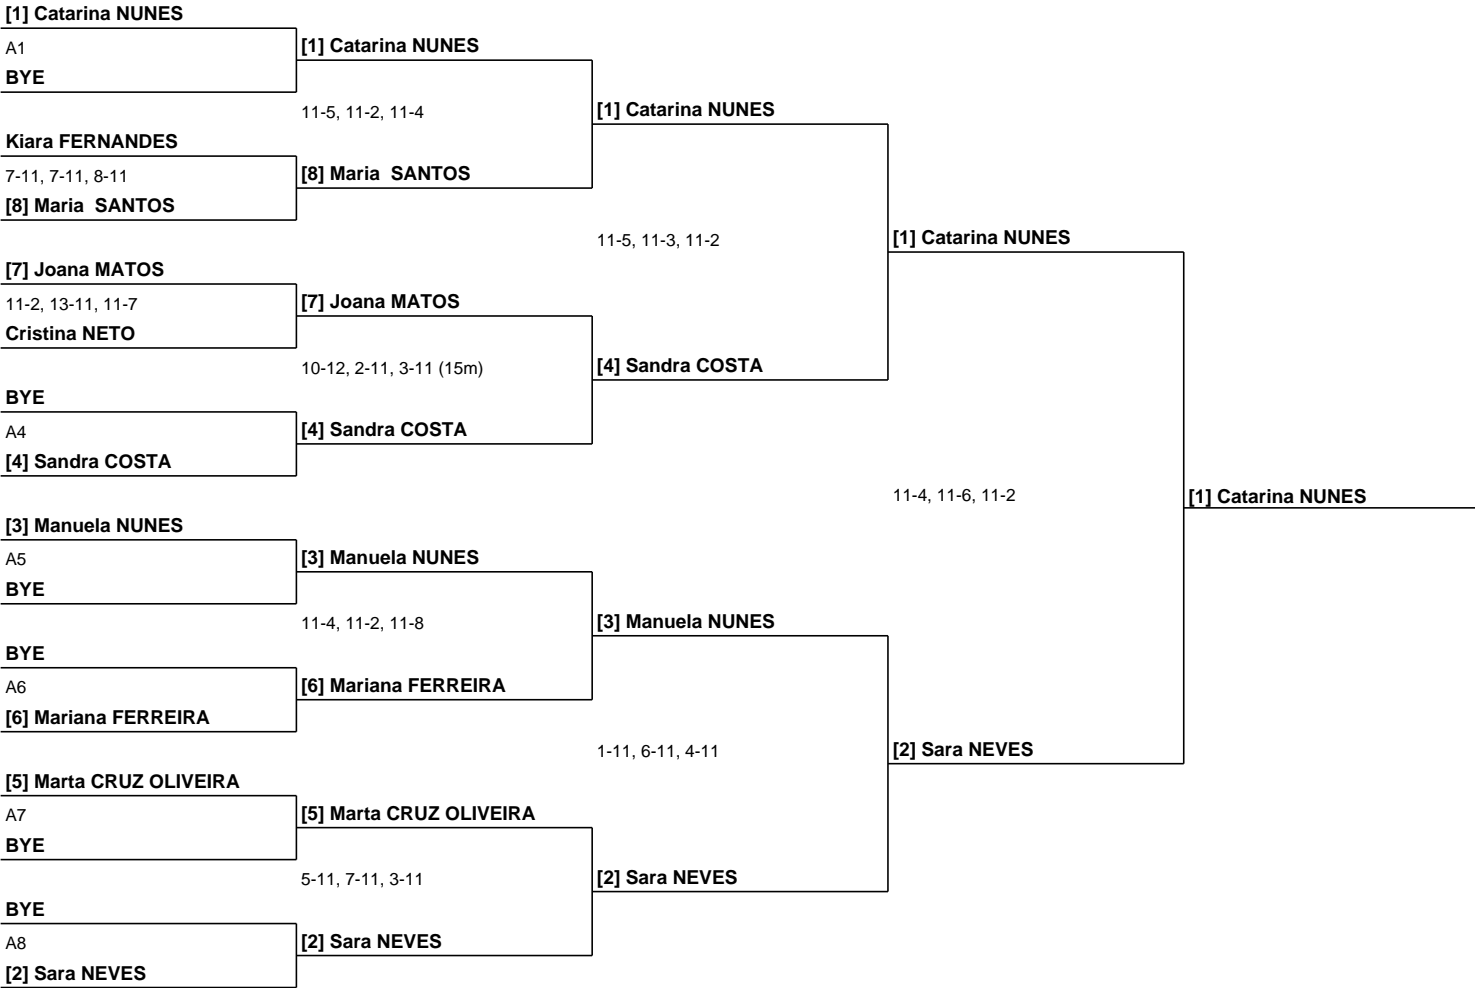 [1] Catarina NUNES
A1
BYE
Kiara FERNANDES
7-11, 7-11, 8-11
[8] Maria  SANTOS
[7] Joana MATOS
11-2, 13-11, 11-7
Cristina NETO
BYE
A4
[4] Sandra COSTA
[3] Manuela NUNES
A5
BYE
BYE
A6
[6] Mariana FERREIRA
[5] Marta CRUZ OLIVEIRA
A7
BYE
BYE
A8
[2] Sara NEVES
[1] Catarina NUNES
11-5, 11-2, 11-4
[8] Maria  SANTOS
[7] Joana MATOS
10-12, 2-11, 3-11 (15m)
[4] Sandra COSTA
[3] Manuela NUNES
11-4, 11-2, 11-8
[6] Mariana FERREIRA
[5] Marta CRUZ OLIVEIRA
5-11, 7-11, 3-11
[2] Sara NEVES
[1] Catarina NUNES
11-5, 11-3, 11-2
[4] Sandra COSTA
[3] Manuela NUNES
1-11, 6-11, 4-11
[2] Sara NEVES
[1] Catarina NUNES
11-4, 11-6, 11-2
[2] Sara NEVES
[1] Catarina NUNES